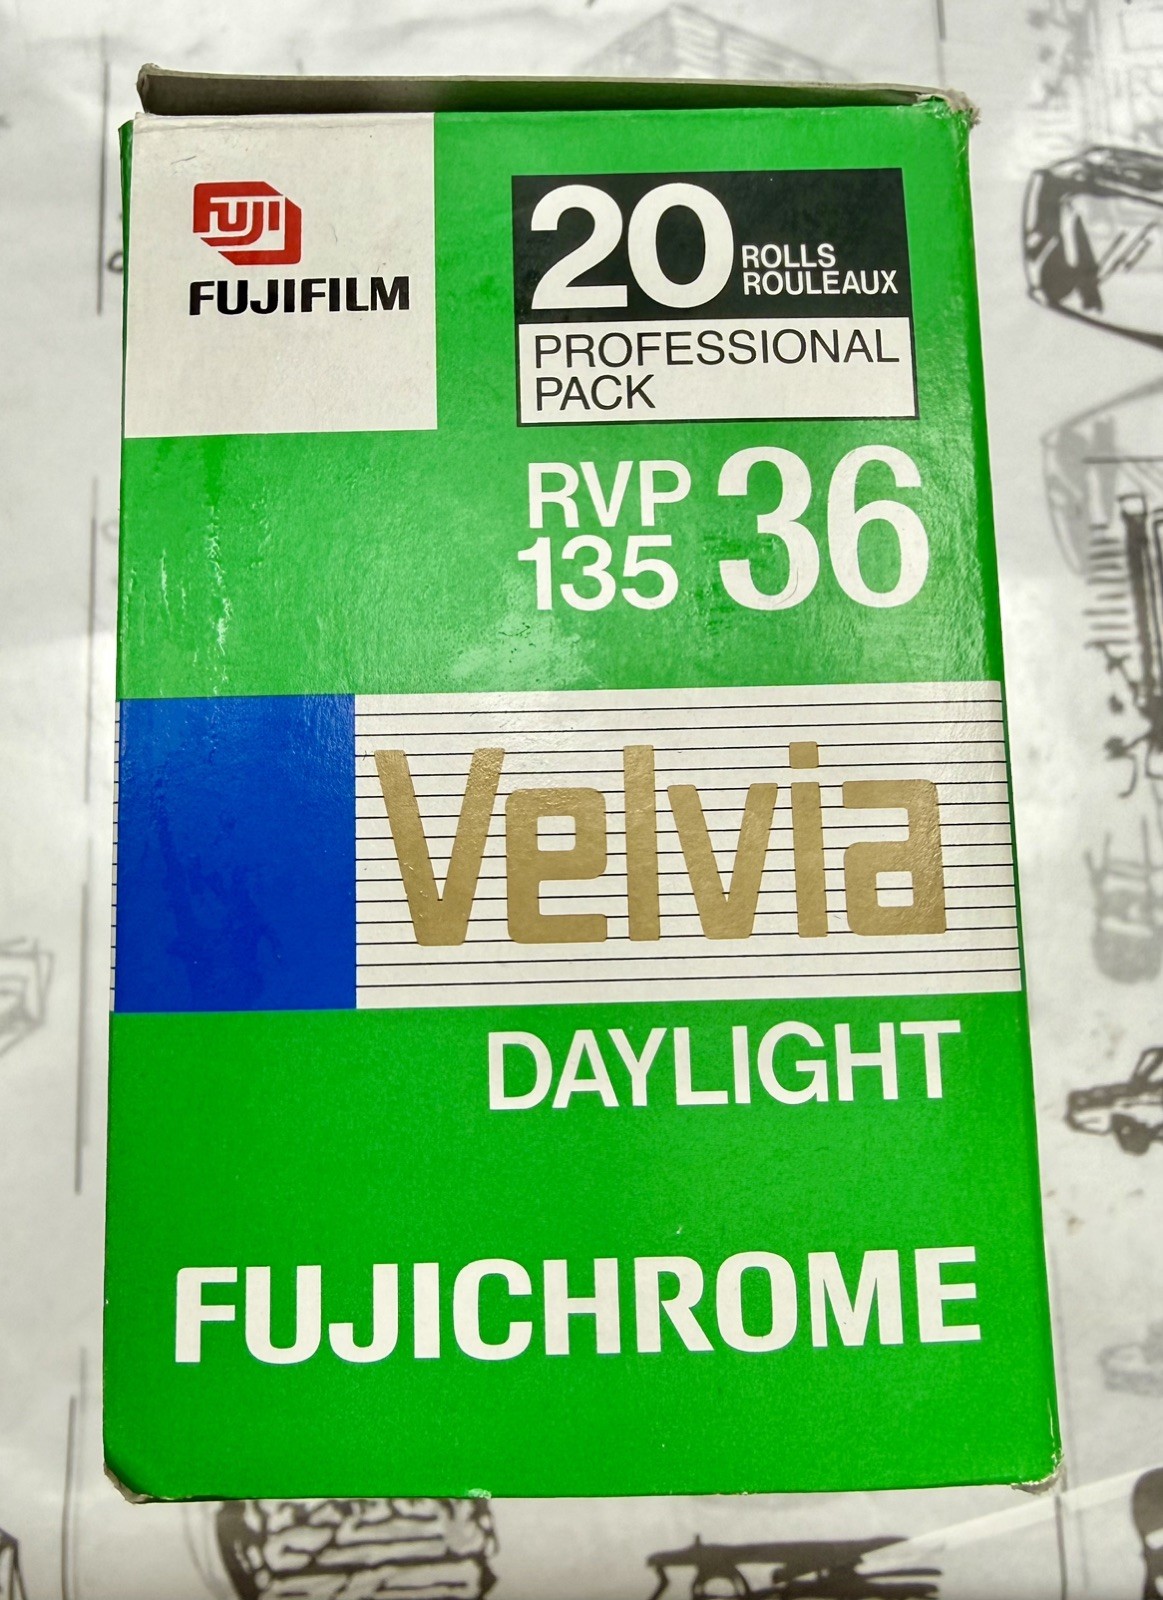 FUJI
FUJIFILM
20 ROLLS
ROULEAUX
PROFESSIONAL
PACK
RVP
135
36
Velvia
DAYLIGHT
FUJICHROME